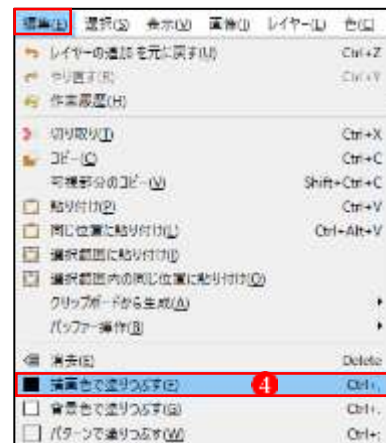 編集(E) 選択(S) 表示(V) 画像(I) レイヤー(L) 色(C)
レイヤーの追加 を元に戻す(U) Ctrl+Z
やり直す(R) Ctrl+Y
作業履歴(H)
切り取り(T) Ctrl+X
コピー(C) Ctrl+C
可視部分のコピー(V) Shift+Ctrl+C
貼り付け(P) Ctrl+V
同じ位置に貼り付け(L) Ctrl+Alt+V
選択範囲に貼り付け(I)
選択範囲内の同じ位置に貼り付け(O)
クリップボードから生成(A)
バッファー操作(B)
消去(E) Delete
描画色で塗りつぶす(F) 4 Ctrl+,
背景色で塗りつぶす(G) Ctrl+.
パターンで塗りつぶす(W) Ctrl+;